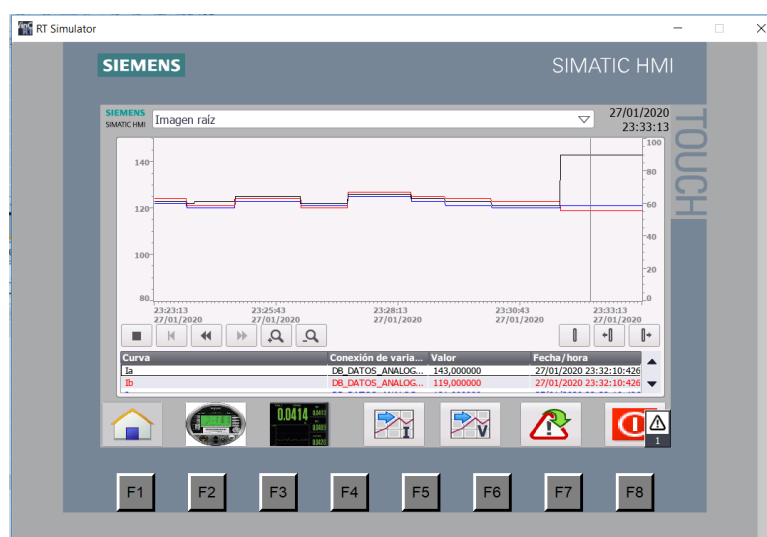 RT Simulator
SIEMENS
SIMATIC HMI
TOUCH
SIEMENS
SIMATIC HMI
Imagen raíz
27/01/2020
23:33:13
140
120
100
80
100
80
60
40
20
0
23:23:13
27/01/2020
23:25:43
27/01/2020
23:28:13
27/01/2020
23:30:43
27/01/2020
23:33:13
27/01/2020
Curva Conexión de varia... Valor Fecha/hora
Ia DB_DATOS_ANALOG... 143,000000 27/01/2020 23:32:10:426
Ib DB_DATOS_ANALOG... 119,000000 27/01/2020 23:32:10:426
0.0414
I
V
1
F1 F2 F3 F4 F5 F6 F7 F8